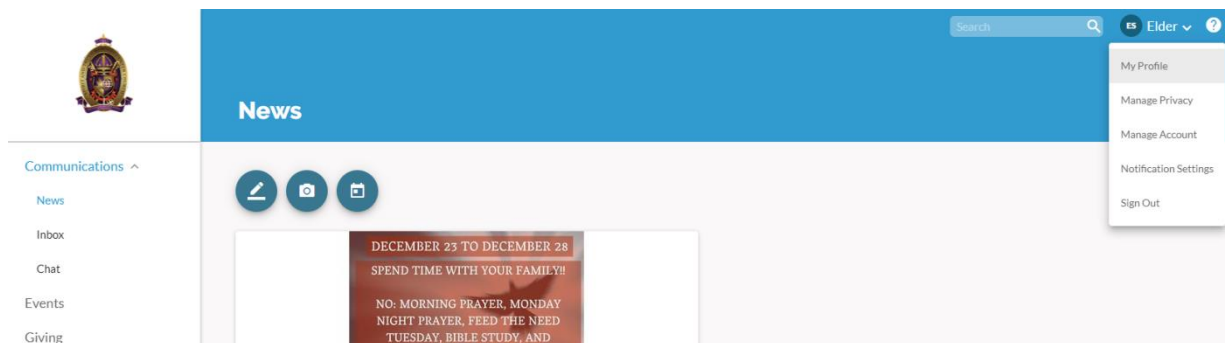 Search
ES Elder
?
My Profile
Manage Privacy
Manage Account
Notification Settings
Sign Out
News
Communications
News
Inbox
Chat
Events
Giving
DECEMBER 23 TO DECEMBER 28
SPEND TIME WITH YOUR FAMILY!!
NO: MORNING PRAYER, MONDAY
NIGHT PRAYER, FEED THE NEED
TUESDAY, BIBLE STUDY, AND